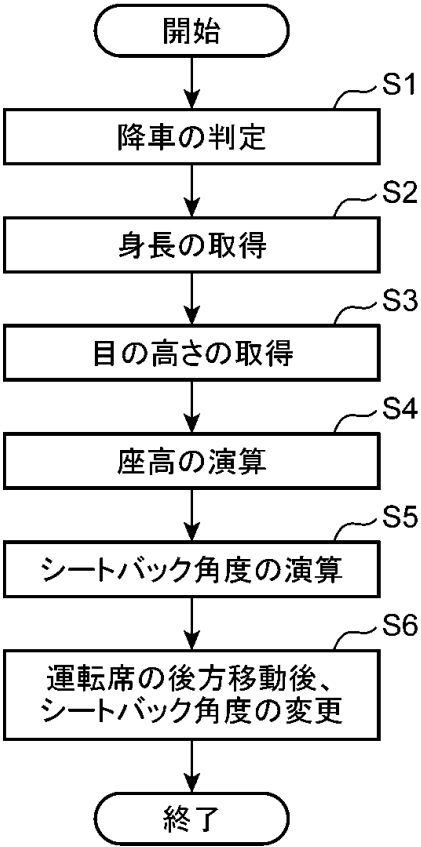 開始
S1
降車の判定
S2
身長の取得
S3
目の高さの取得
S4
座高の演算
S5
シートバック角度の演算
S6
運転席の後方移動後、
シートバック角度の変更
終了